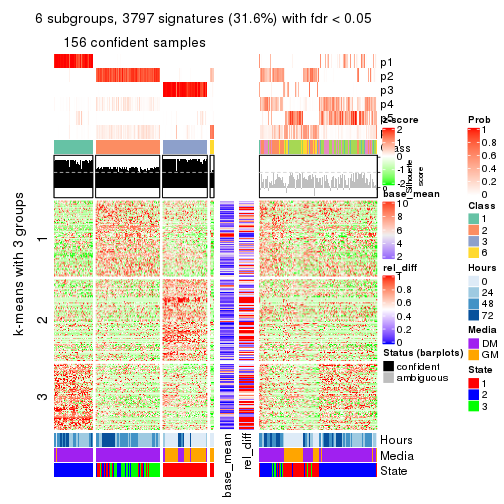 6 subgroups, 3797 signatures (31.6%) with fdr < 0.05
156 confident samples
p1
p2
p3
p4
z-score
2
1
0
-1
-2
Silhouette
score
base_mean
10
8
6
4
2
rel_diff
1
0.8
0.6
0.4
0.2
0
Status (barplots)
confident
ambiguous
Prob
1
0.8
0.6
0.4
0.2
0
Class
1
2
3
6
Hours
0
24
48
72
Media
DM
GM
State
1
2
3
k-means with 3 groups
1
2
3
Hours
Media
State
base_mean
rel_diff